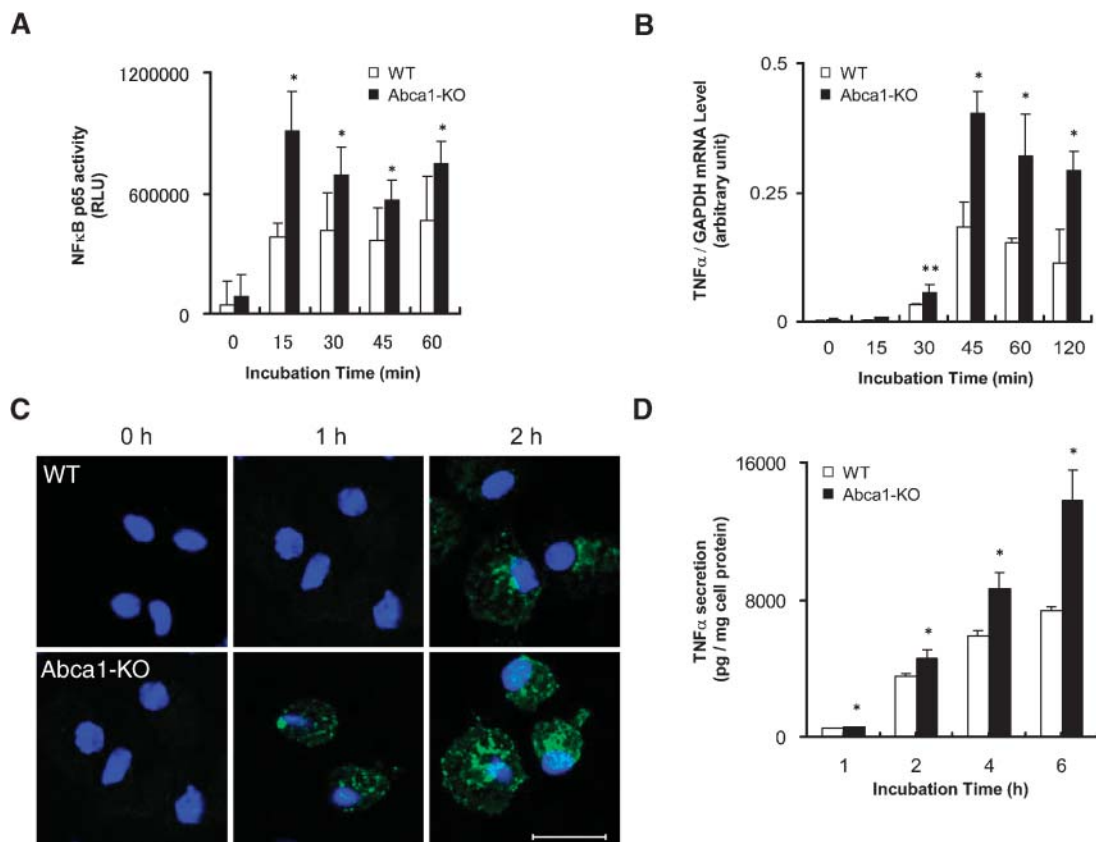 A
1200000
600000
0
NFκB p65 activity
(RLU)
WT
Abca1-KO
* * * *
0 15 30 45 60
Incubation Time (min)
B
0.5
0.25
0
TNFα / GAPDH mRNA Level
(arbitrary unit)
WT
Abca1-KO
** * * *
0 15 30 45 60 120
Incubation Time (min)
C
0 h 1 h 2 h
WT
Abca1-KO
D
16000
8000
0
TNFα secretion
(pg / mg cell protein)
WT
Abca1-KO
* * * *
1 2 4 6
Incubation Time (h)